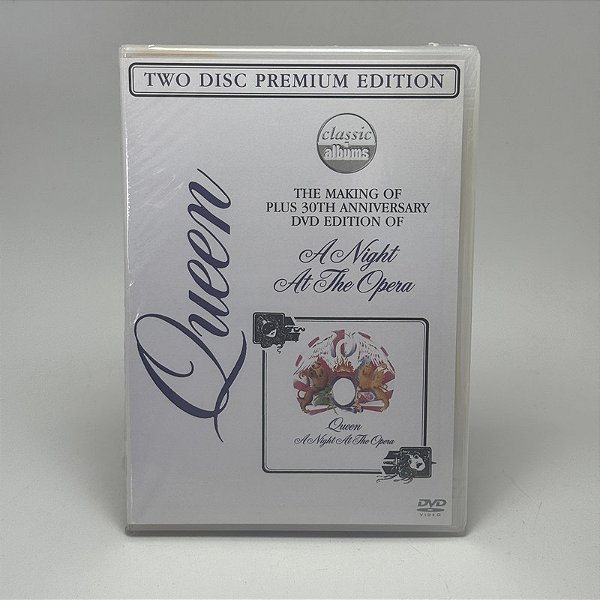 TWO DISC PREMIUM EDITION
classic
albums
THE MAKING OF
PLUS 30TH ANNIVERSARY
DVD EDITION OF
A Night
At The Opera
Queen
Queen
A Night At The Opera
DVD
VIDEO